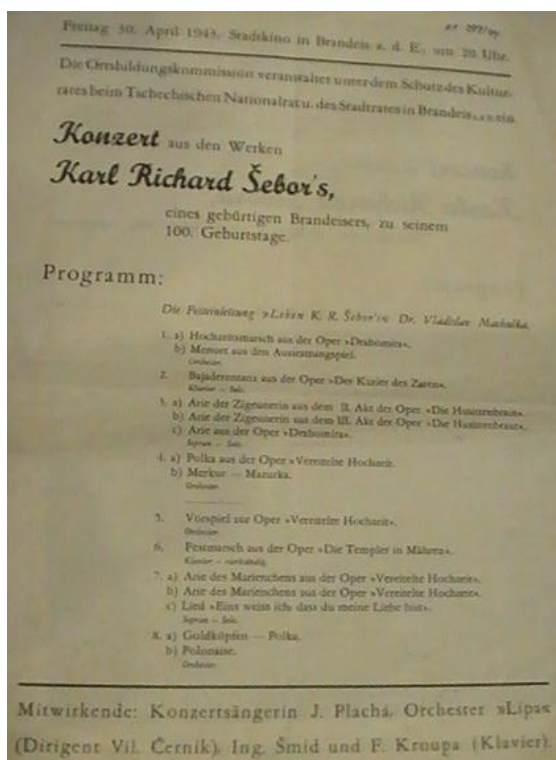 Freitag 30. April 1943, Stadtkino in Brandeis a. d. E., um 20 Uhr.
Die Ortsbildungskommission veranstaltet unter dem Schutz des Kultur-
rates beim Tschechischen Nationalrat u. des Stadtrates in Brandeis a. d. E. ein
Konzert aus den Werken
Karl Richard Šebor's,
eines gebürtigen Brandeisers, zu seinem
100. Geburtstage.
Programm:
Die Festeinleitung »Leben K. R. Šebor's« Dr. Vladislav
1. a) Hochzeitsmarsch aus der Oper »Drahomira«.
b) Menuet aus dem Ausstattungspiel.
Orchester.
2. Bajaderentanz aus der Oper »Der Kurier des Zaren«.
Klavier — Solo.
3. a) Arie der Zigeunerin aus dem II. Akt der Oper »Die Husitenbraut«.
b) Arie der Zigeunerin aus dem III. Akt der Oper »Die Husitenbraut«.
c) Arie aus der Oper »Drahomira«.
Sopran — Solo.
4. a) Polka aus der Oper »Vereitelte Hochzeit.
b) Merkur — Mazurka.
Orchester.
5. Vorspiel zur Oper »Vereitelte Hochzeit«.
Orchester.
6. Festmarsch aus der Oper »Die Templer in Mähren«.
Klavier — vierhändig.
7. a) Arie des Marienchens aus der Oper »Vereitelte Hochzeit«.
b) Arie des Marienchens aus der Oper »Vereitelte Hochzeit«.
c) Lied »Eins weiss ich, dass du meine Liebe bist«.
Sopran — Solo.
8. a) Goldköpfen — Polka.
b) Polonaise.
Orchester.
Mitwirkende: Konzertsängerin J. Plachá, Orchester »Lipa«
(Dirigent Vil. Černík), Ing. Šmíd und F. Kroupa (Klavier).